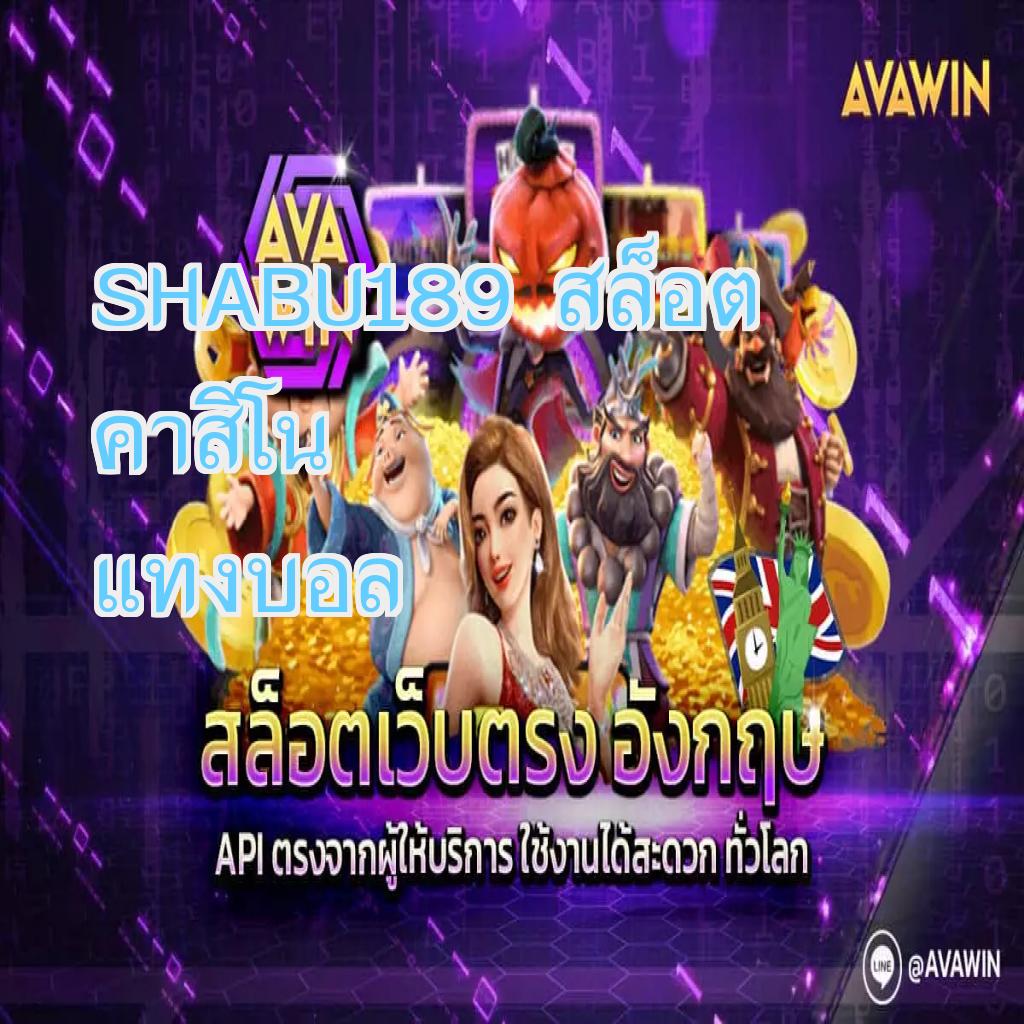 AVAWIN
AVA
WIN
SHABU189 สล็อต
คาสิโน
แทงบอล
สล็อตเว็บตรง อังกฤษ
API ตรงจากผู้ให้บริการ ใช้งานได้สะดวก ทั่วโลก
LINE @AVAWIN